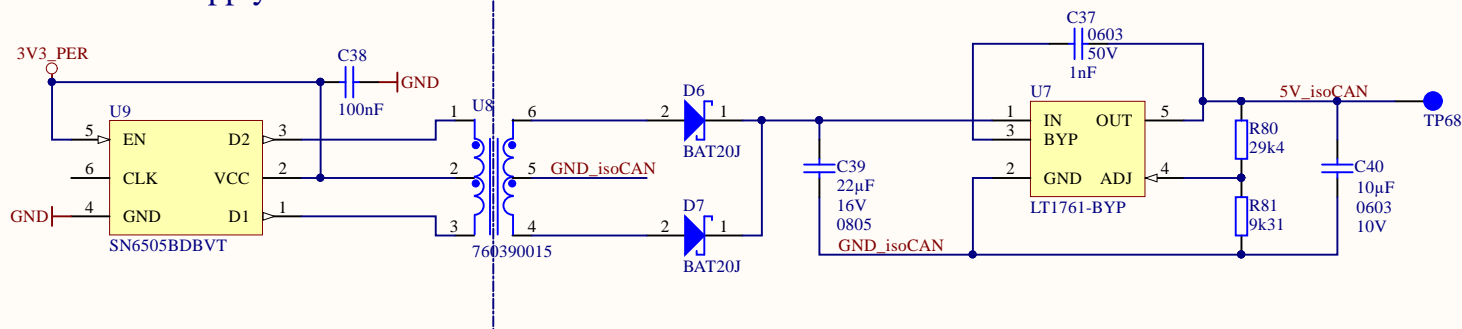 3V3_PER
C38
GND
100nF
U9
5
EN
D2
3
6
CLK
VCC
2
GND
4
GND
D1
1
SN6505BDBVT
U8
1
6
2
5
GND_isoCAN
3
4
760390015
D6
2
1
BAT20J
D7
2
1
BAT20J
C39
22µF
16V
0805
GND_isoCAN
C37
0603
50V
1nF
U7
1
IN
OUT
5
3
BYP
2
GND
ADJ
4
LT1761-BYP
5V_isoCAN
TP68
R80
29k4
R81
9k31
C40
10µF
0603
10V